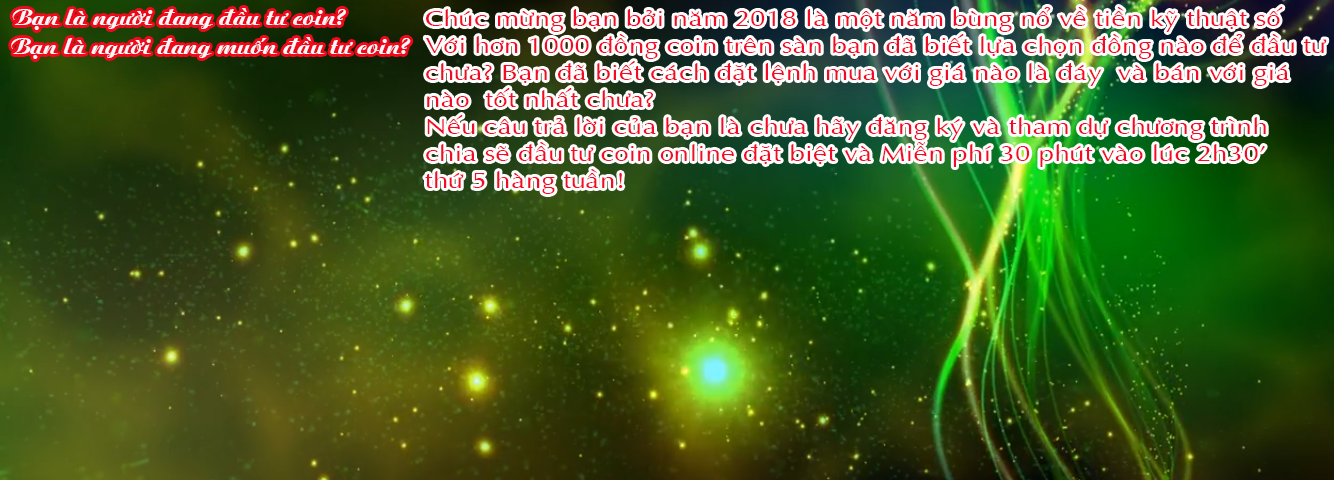 Bạn là người đang đầu tư coin?
Bạn là người đang muốn đầu tư coin?
Chúc mừng bạn bởi năm 2018 là một năm bùng nổ về tiền kỹ thuật số
Với hơn 1000 đồng coin trên sàn bạn đã biết lựa chọn đồng nào để đầu tư
chưa? Bạn đã biết cách đặt lệnh mua với giá nào là đáy và bán với giá
nào tốt nhất chưa?
Nếu câu trả lời của bạn là chưa hãy đăng ký và tham dự chương trình
chia sẽ đầu tư coin online đặt biệt và Miễn phí 30 phút vào lúc 2h30'
thứ 5 hàng tuần!